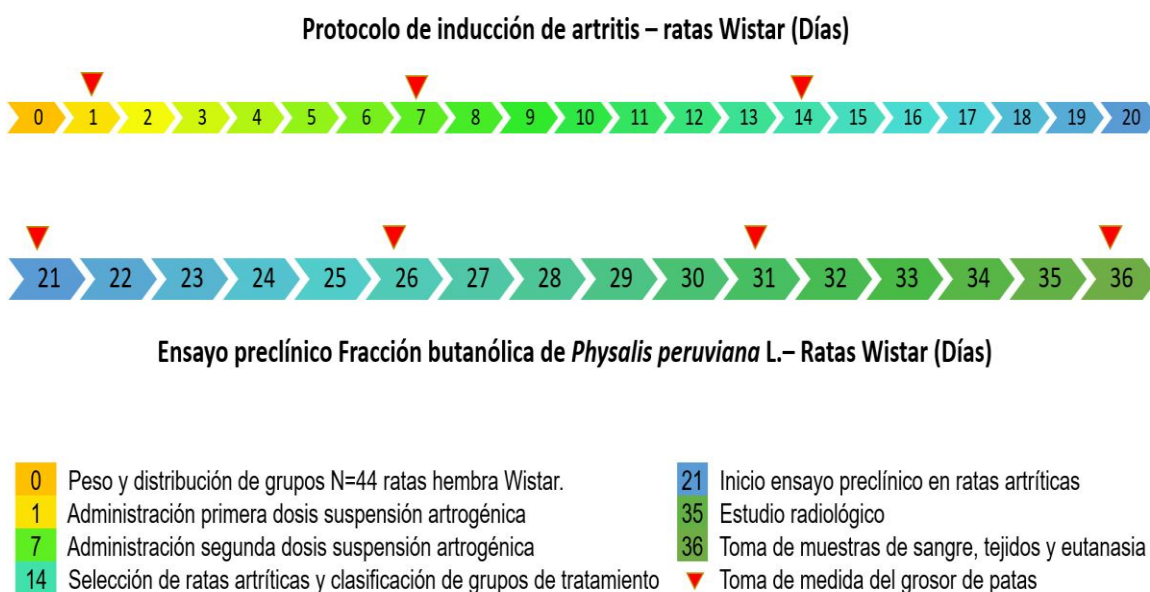 Protocolo de inducción de artritis – ratas Wistar (Días)
0 1 2 3 4 5 6 7 8 9 10 11 12 13 14 15 16 17 18 19 20
21 22 23 24 25 26 27 28 29 30 31 32 33 34 35 36
Ensayo preclínico Fracción butanólica de Physalis peruviana L.– Ratas Wistar (Días)
0 Peso y distribución de grupos N=44 ratas hembra Wistar.
1 Administración primera dosis suspensión artrogénica
7 Administración segunda dosis suspensión artrogénica
14 Selección de ratas artríticas y clasificación de grupos de tratamiento
21 Inicio ensayo preclínico en ratas artríticas
35 Estudio radiológico
36 Toma de muestras de sangre, tejidos y eutanasia
Toma de medida del grosor de patas